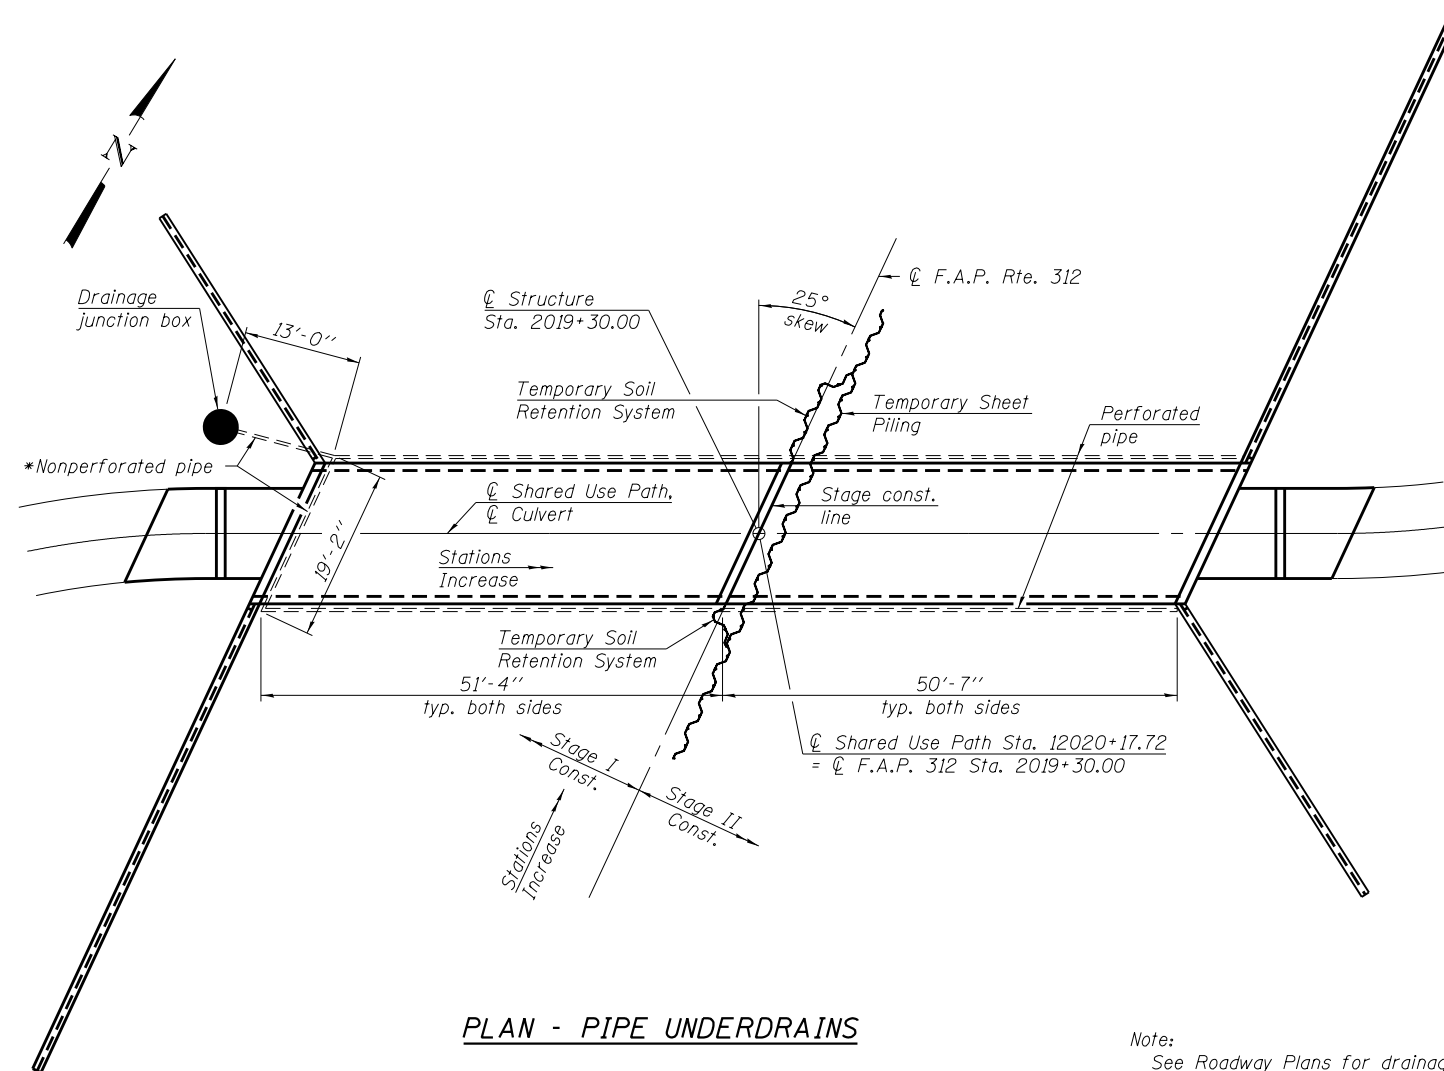 N
Drainage
junction box
13'-0"
℄ Structure
Sta. 2019+30.00
25°
skew
℄ F.A.P. Rte. 312
Temporary Soil
Retention System
Temporary Sheet
Piling
Perforated
pipe
*Nonperforated pipe
℄ Shared Use Path,
℄ Culvert
Stage const.
line
19'-2"
Stations
Increase
Temporary Soil
Retention System
51'-4"
typ. both sides
50'-7"
typ. both sides
℄ Shared Use Path Sta. 12020+17.72
= ℄ F.A.P. 312 Sta. 2019+30.00
Stage I
Const.
Stage II
Const.
Stations
Increase
PLAN - PIPE UNDERDRAINS
Note:
See Roadway Plans for